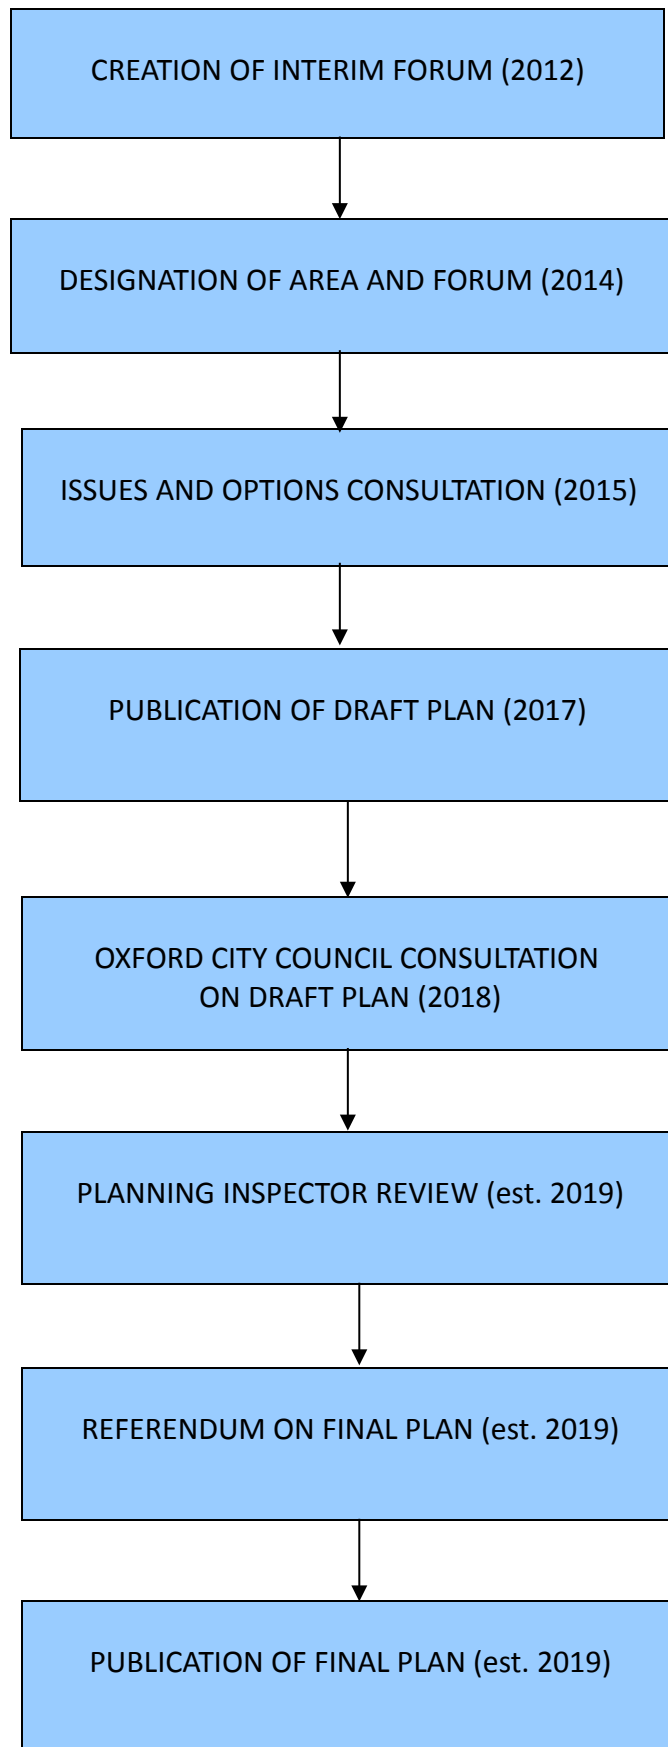 CREATION OF INTERIM FORUM (2012)
DESIGNATION OF AREA AND FORUM (2014)
ISSUES AND OPTIONS CONSULTATION (2015)
PUBLICATION OF DRAFT PLAN (2017)
OXFORD CITY COUNCIL CONSULTATION
ON DRAFT PLAN (2018)
PLANNING INSPECTOR REVIEW (est. 2019)
REFERENDUM ON FINAL PLAN (est. 2019)
PUBLICATION OF FINAL PLAN (est. 2019)